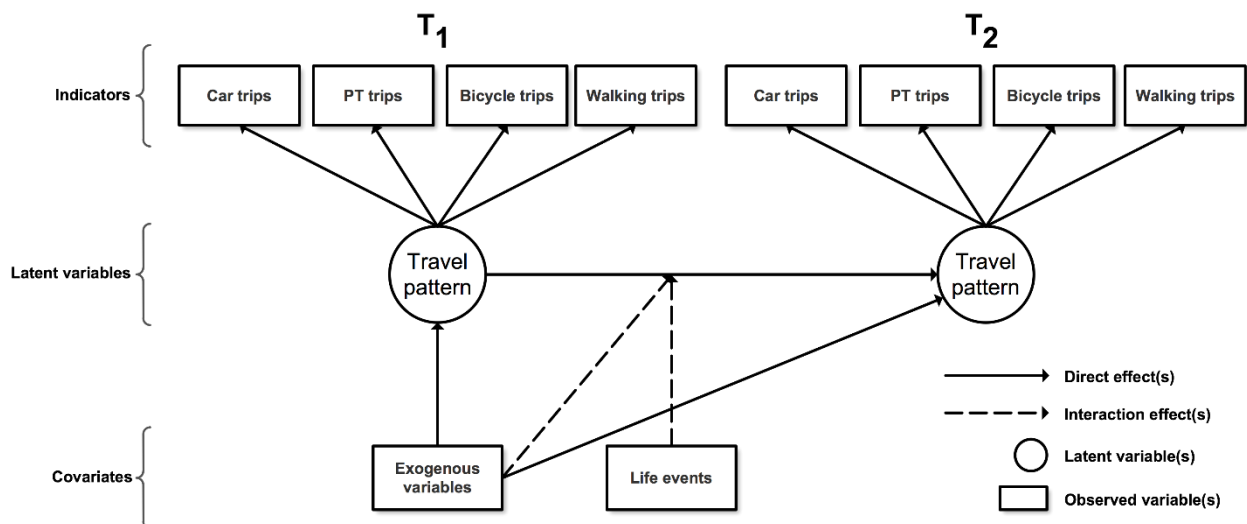 T1 T2
Indicators Car trips PT trips Bicycle trips Walking trips Car trips PT trips Bicycle trips Walking trips
Latent variables Travel Travel
pattern pattern
Direct effect(s)
Interaction effect(s)
Latent variable(s)
Covariates Exogenous Life events
variables
Observed variable(s)